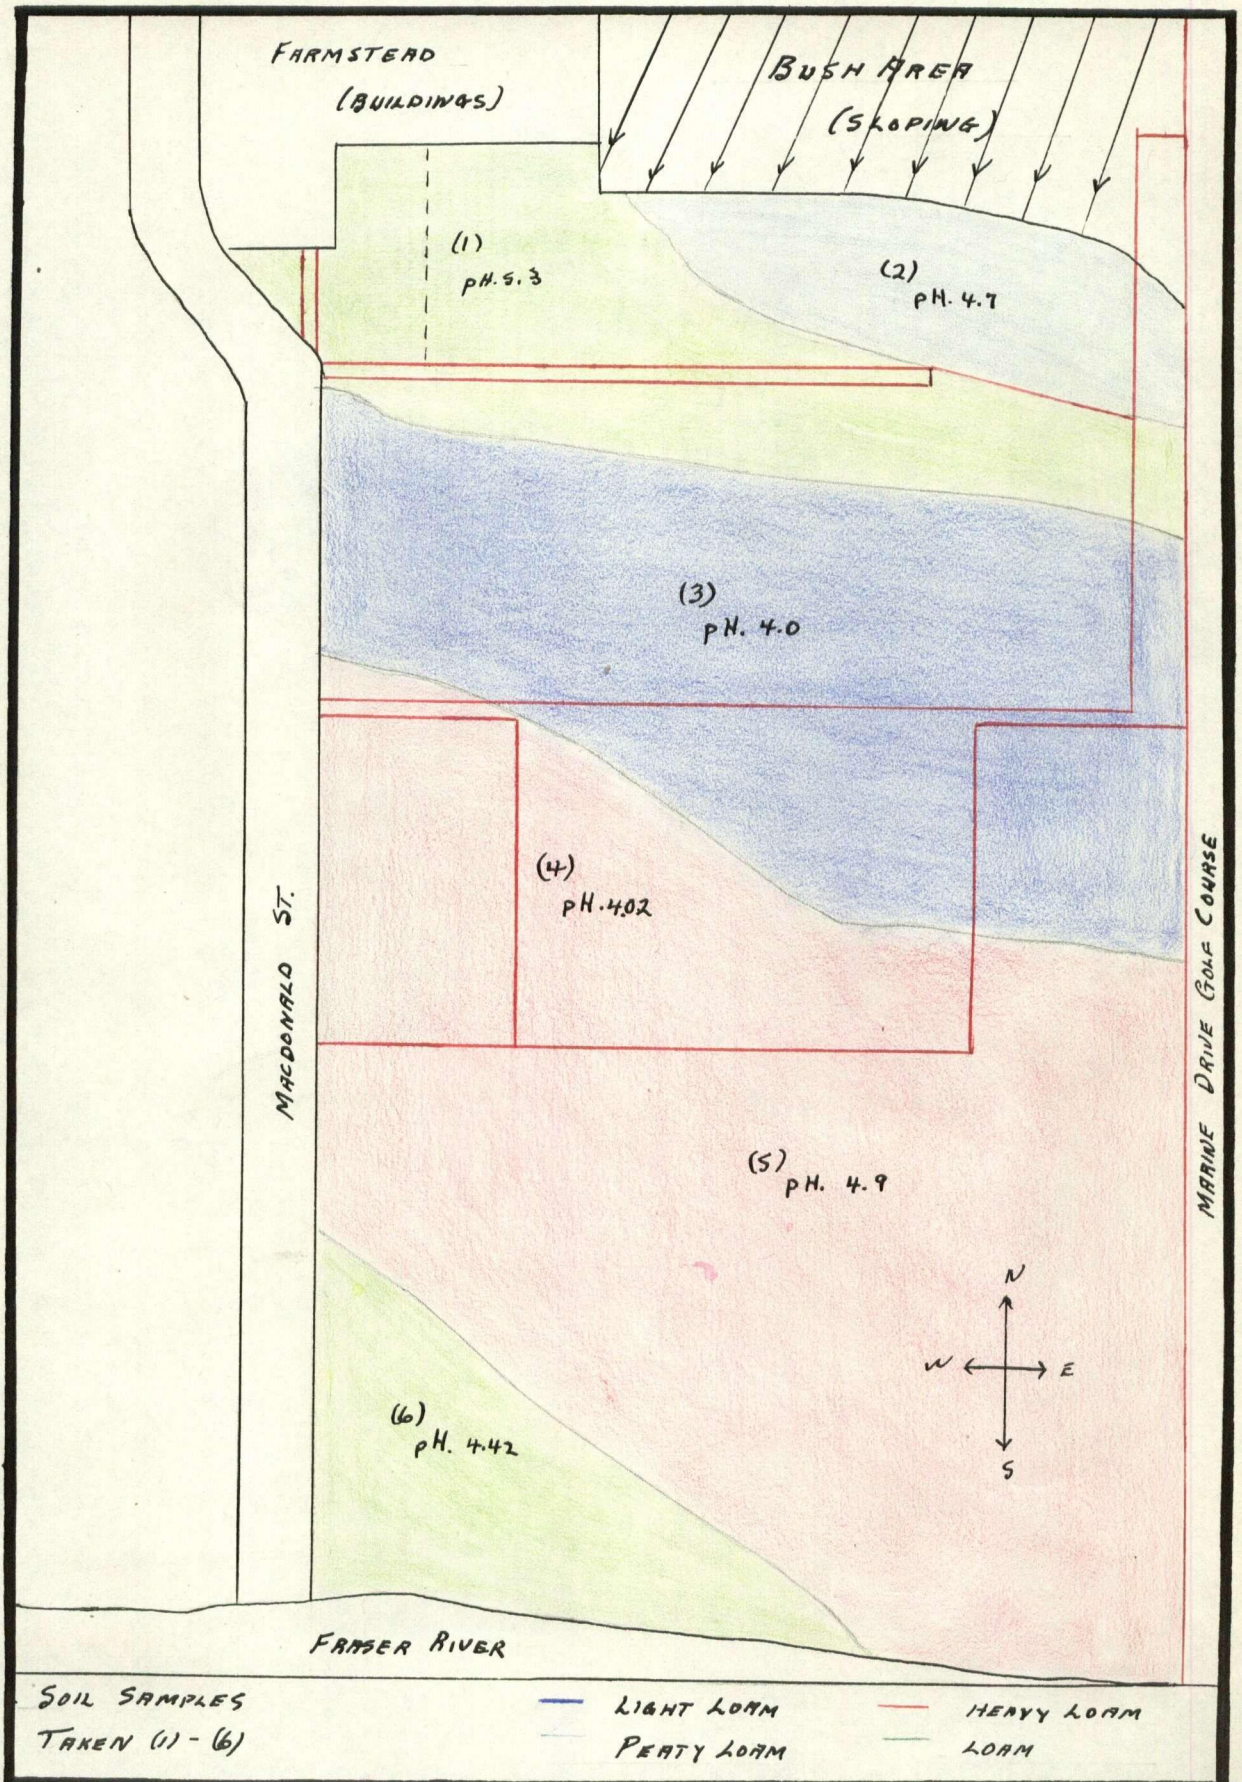 FARMSTEAD
(BUILDINGS)
BUSH AREA
(SLOPING)
(1)
pH. 5.3
(2)
pH. 4.7
(3)
pH. 4.0
(4)
pH. 4.02
(5)
pH. 4.9
(6)
pH. 4.42
MACDONALD ST.
MARINE DRIVE GOLF COURSE
N
W
E
S
FRASER RIVER
SOIL SAMPLES
TAKEN (1) - (6)
LIGHT LOAM
PEATY LOAM
HEAVY LOAM
LOAM